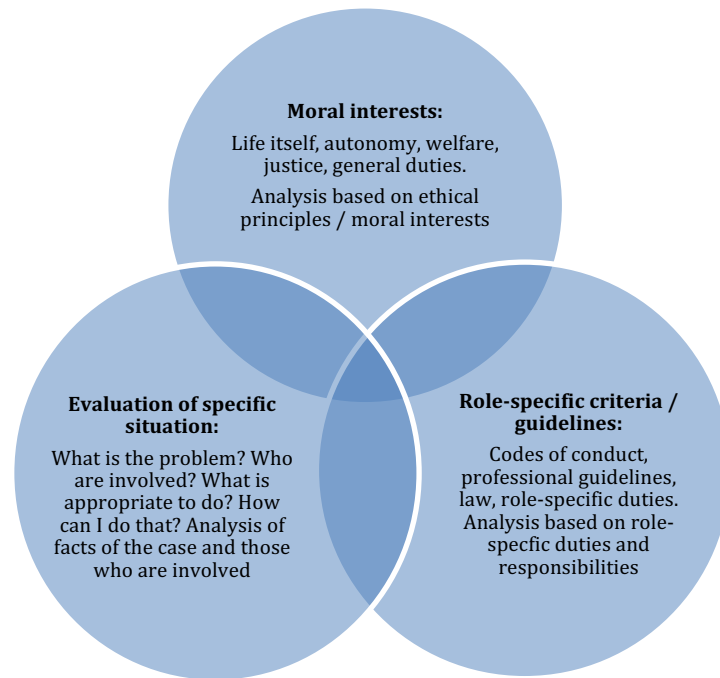 Moral interests:
Life itself, autonomy, welfare,
justice, general duties.
Analysis based on ethical
principles / moral interests
Evaluation of specific
situation:
What is the problem? Who
are involved? What is
appropriate to do? How
can I do that? Analysis of
facts of the case and those
who are involved
Role-specific criteria /
guidelines:
Codes of conduct,
professional guidelines,
law, role-specific duties.
Analysis based on role-
specfic duties and
responsibilities